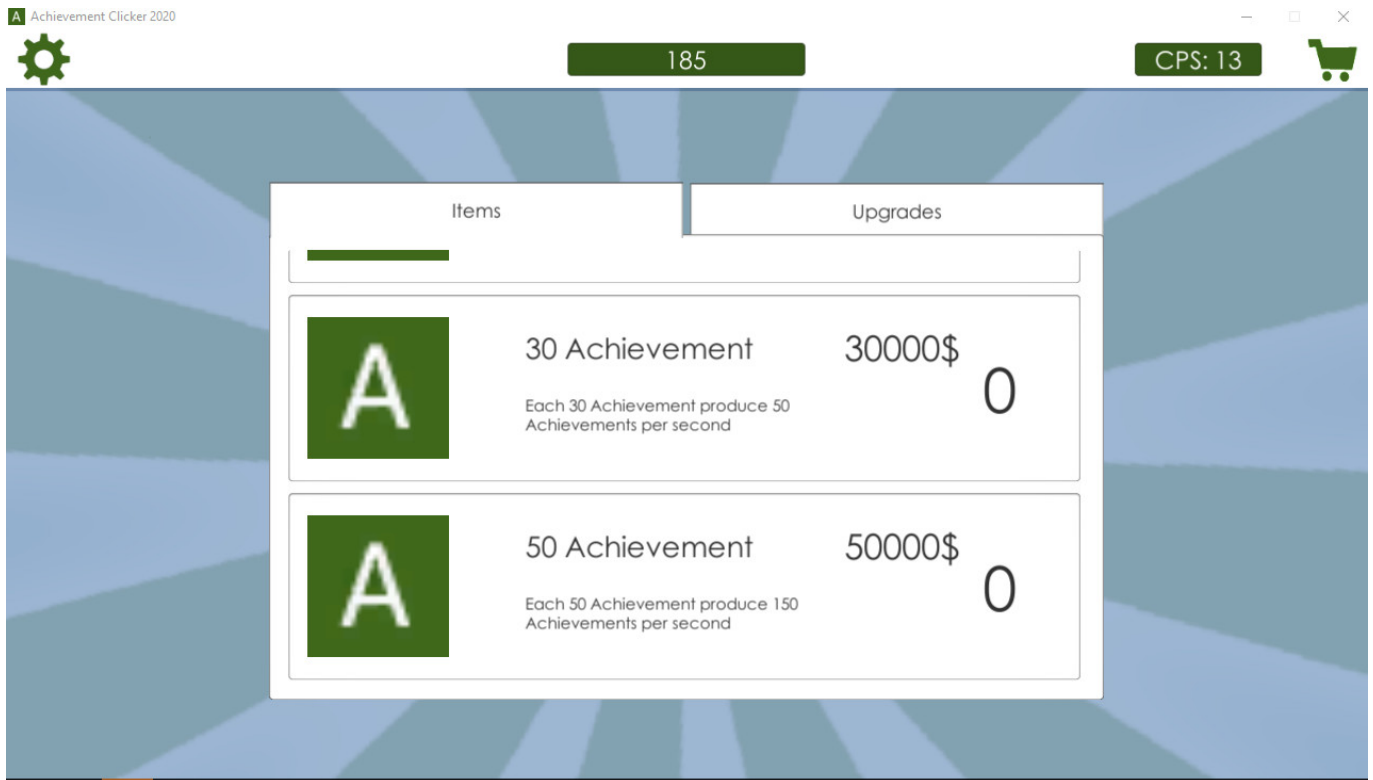 A Achievement Clicker 2020
185
CPS: 13
Items
Upgrades
A
30 Achievement
30000$
0
Each 30 Achievement produce 50
Achievements per second
A
50 Achievement
50000$
0
Each 50 Achievement produce 150
Achievements per second